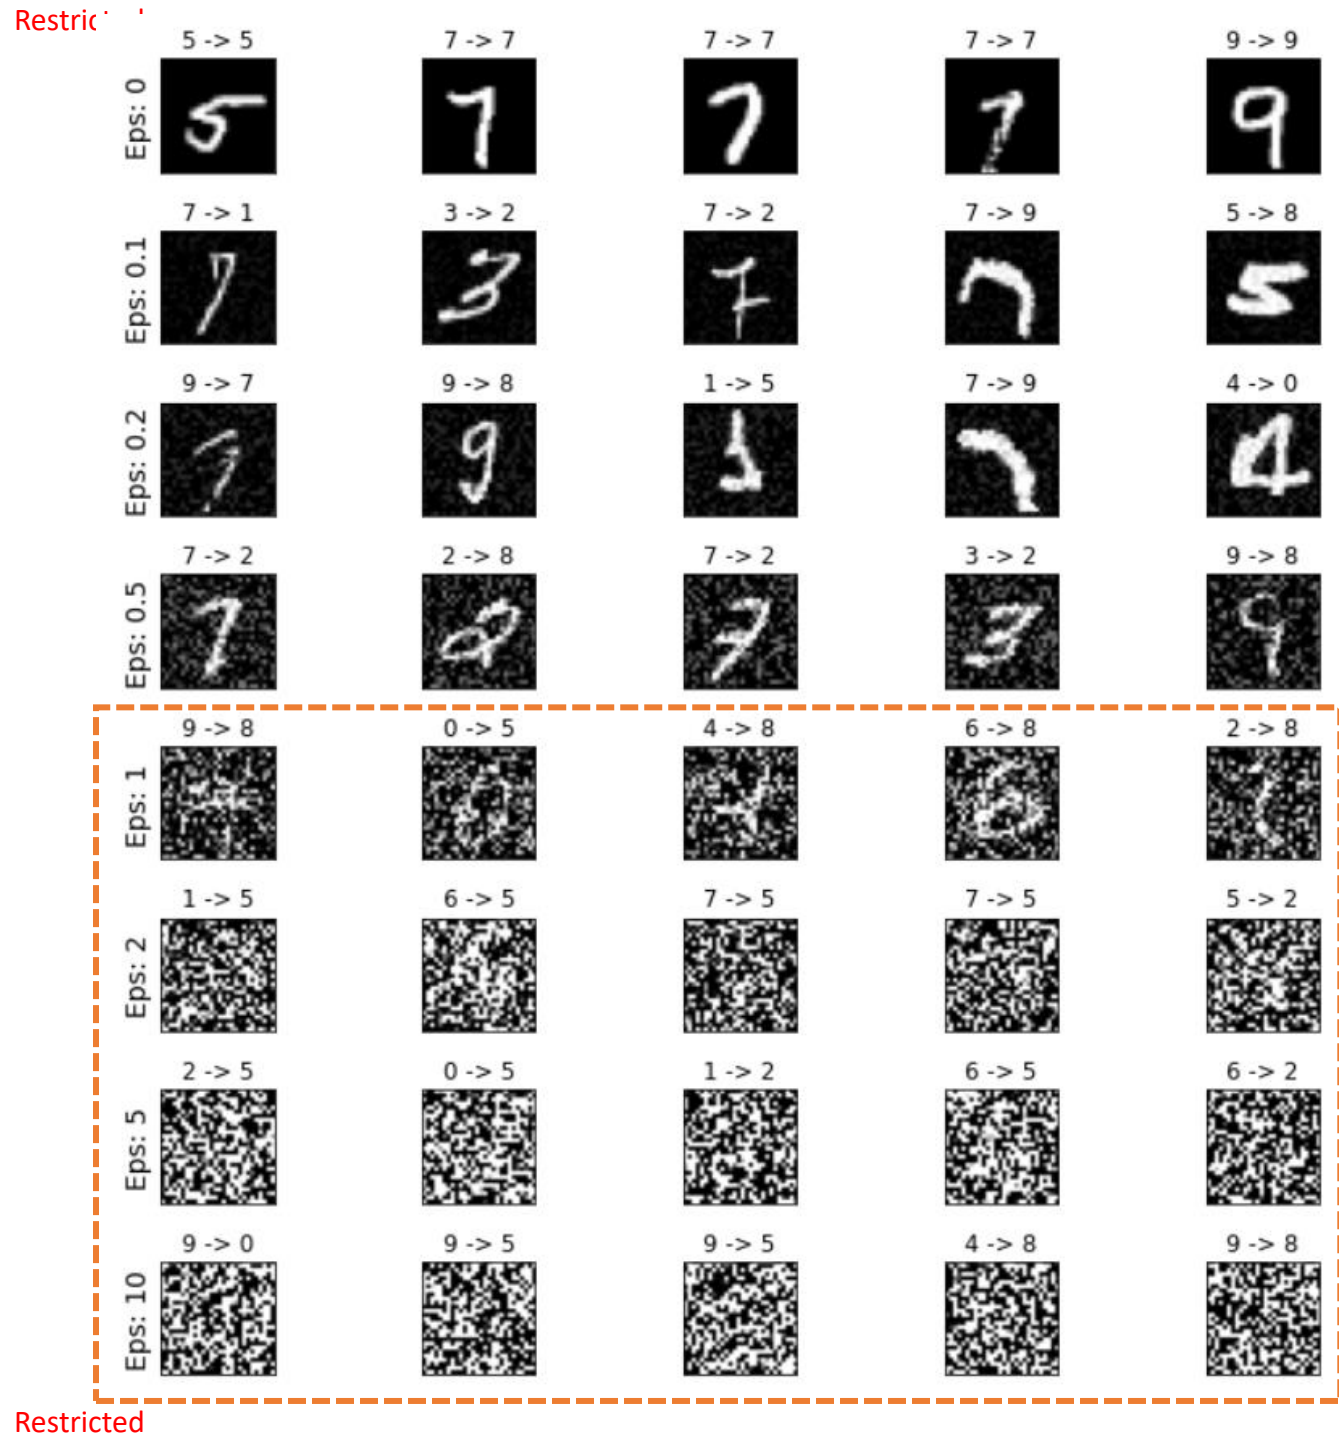 5 -> 5 7 -> 7 7 -> 7 7 -> 7 9 -> 9
Eps: 0
7 -> 1 3 -> 2 7 -> 2 7 -> 9 5 -> 8
Eps: 0.1
9 -> 7 9 -> 8 1 -> 5 7 -> 9 4 -> 0
Eps: 0.2
7 -> 2 2 -> 8 7 -> 2 3 -> 2 9 -> 8
Eps: 0.5
9 -> 8 0 -> 5 4 -> 8 6 -> 8 2 -> 8
Eps: 1
1 -> 5 6 -> 5 7 -> 5 7 -> 5 5 -> 2
Eps: 2
2 -> 5 0 -> 5 1 -> 2 6 -> 5 6 -> 2
Eps: 5
9 -> 0 9 -> 5 9 -> 5 4 -> 8 9 -> 8
Eps: 10
Restricted